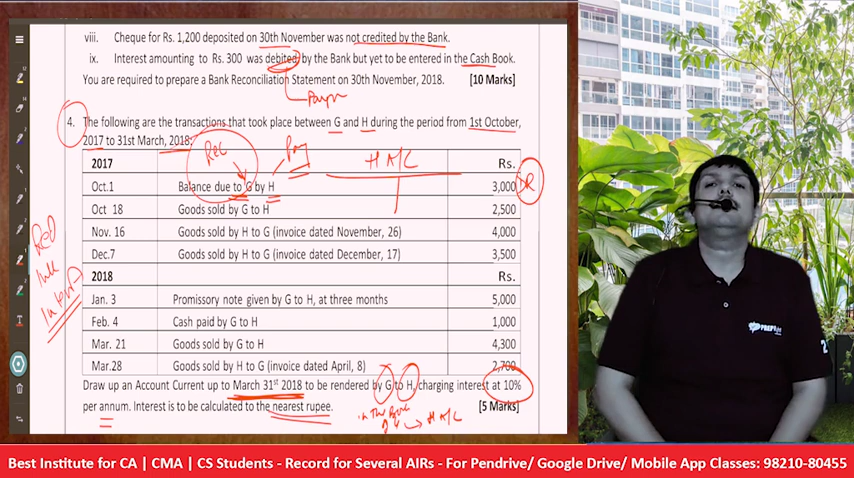 viii. Cheque for Rs. 1,200 deposited on 30th November was not credited by the Bank.
ix. Interest amounting to Rs. 300 was debited by the Bank but yet to be entered in the Cash Book.
You are required to prepare a Bank Reconciliation Statement on 30th November, 2018. [10 Marks]
4. The following are the transactions that took place between G and H during the period from 1st October,
2017 to 31st March, 2018:
Rec Pay H A/C
2017 Rs.
Oct.1 Balance due to G by H 3,000 DR
Oct 18 Goods sold by G to H 2,500
Nov. 16 Goods sold by H to G (invoice dated November, 26) 4,000
Dec.7 Goods sold by H to G (invoice dated December, 17) 3,500
2018 Rs.
Jan. 3 Promissory note given by G to H, at three months 5,000
Feb. 4 Cash paid by G to H 1,000
Mar. 21 Goods sold by G to H 4,300
Mar.28 Goods sold by H to G (invoice dated April, 8) 2,700
Red
Ink
Interest
Draw up an Account Current up to March 31st 2018 to be rendered by G to H, charging interest at 10%
per annum. Interest is to be calculated to the nearest rupee. [5 Marks]
in the Book
of G → H A/C
PREP
2
Best Institute for CA | CMA | CS Students - Record for Several AIRs - For Pendrive/ Google Drive/ Mobile App Classes: 98210-80455